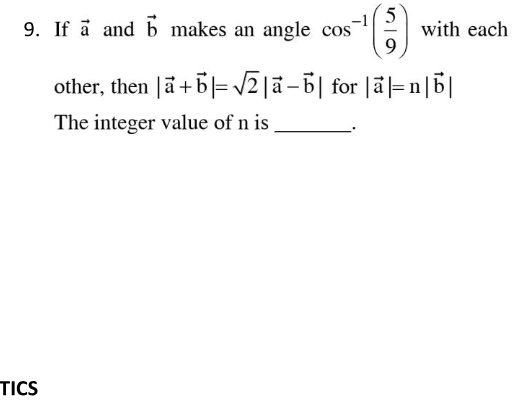 9. If a⃗ and b⃗ makes an angle cos⁻¹(5/9) with each
other, then |a⃗ + b⃗| = √2 |a⃗ − b⃗| for |a⃗| = n |b⃗|
The integer value of n is _______.
TICS